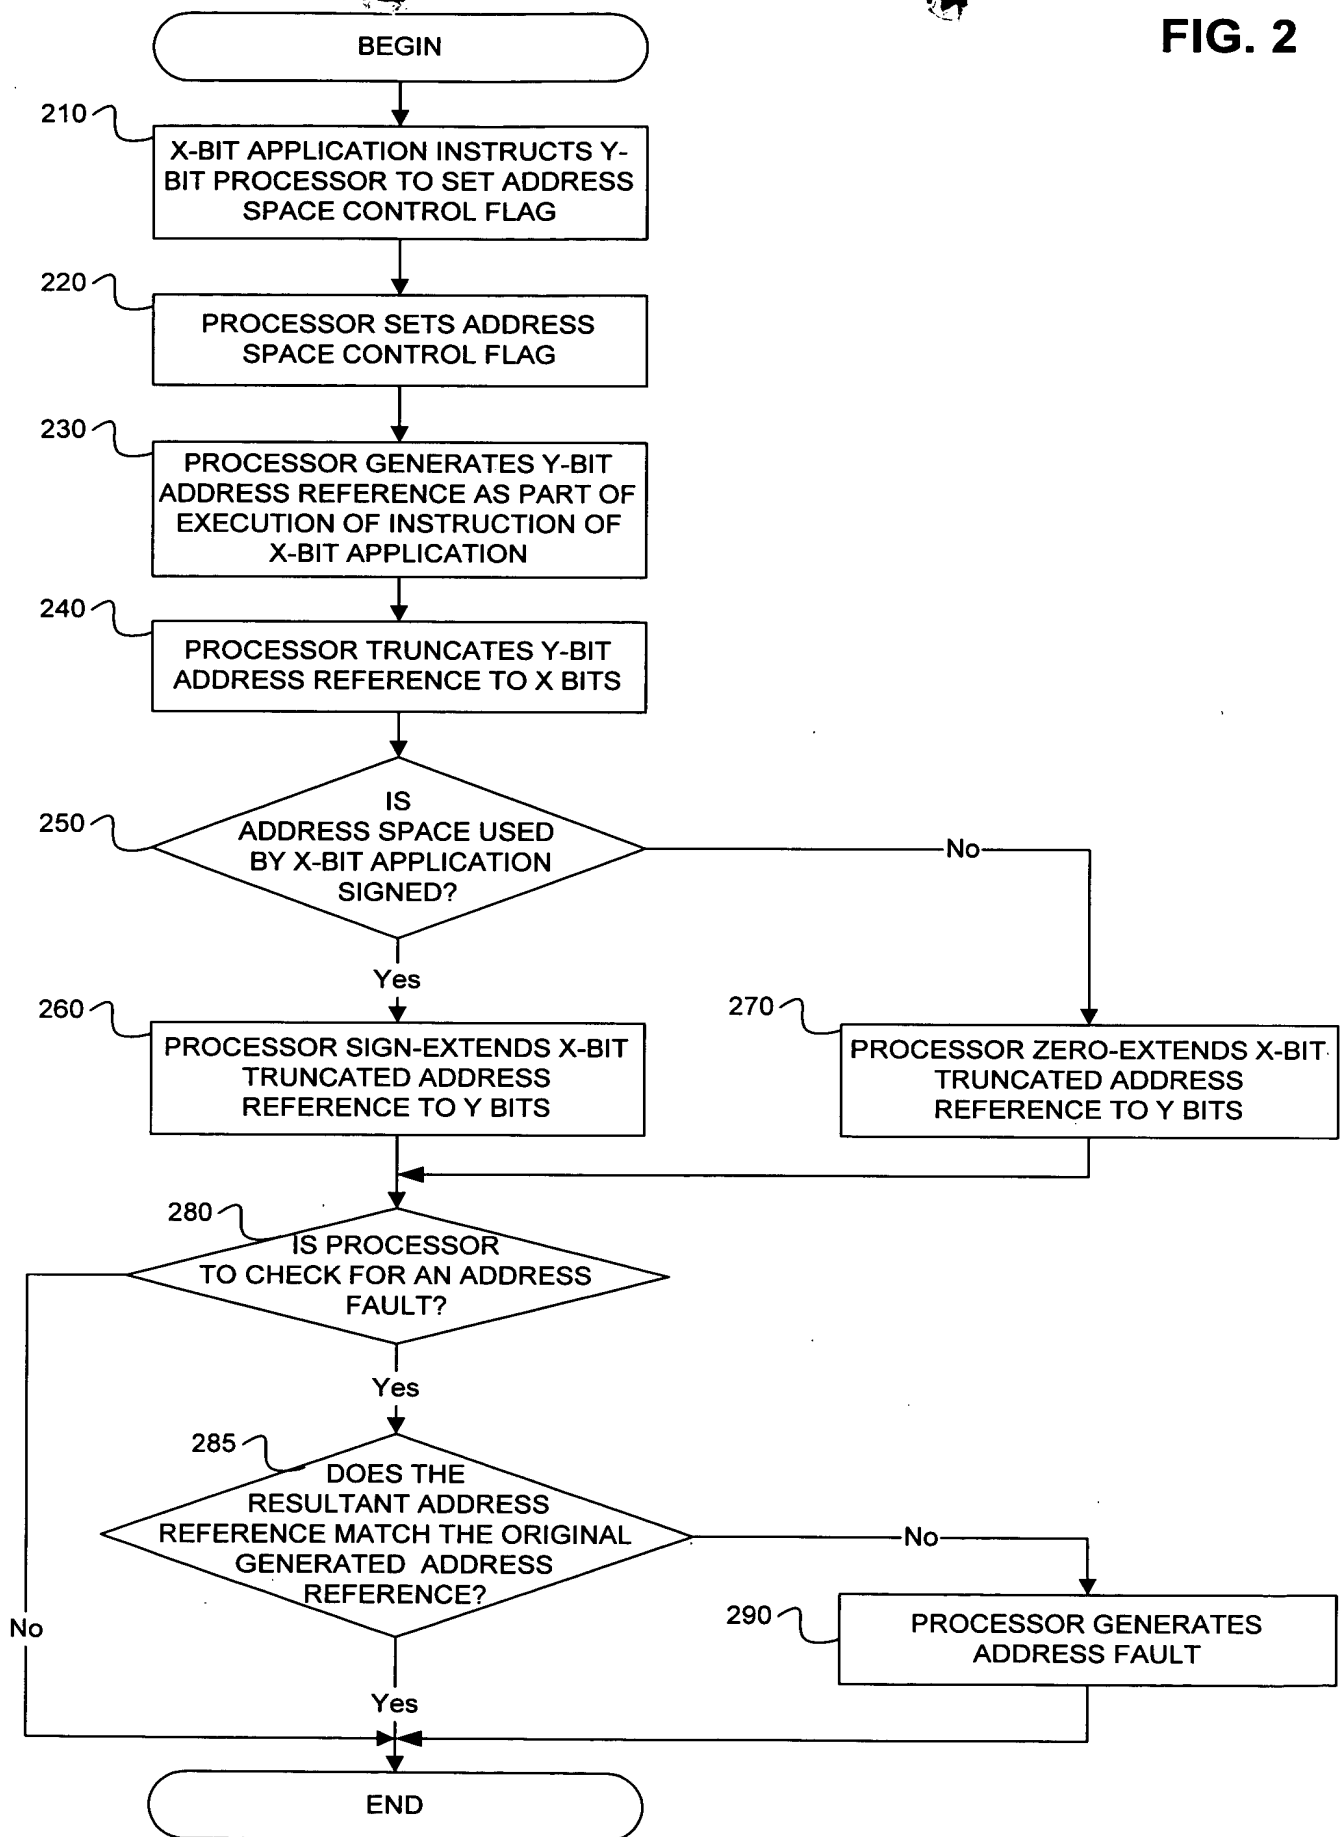 FIG. 2
BEGIN
210
X-BIT APPLICATION INSTRUCTS Y-
BIT PROCESSOR TO SET ADDRESS
SPACE CONTROL FLAG
220
PROCESSOR SETS ADDRESS
SPACE CONTROL FLAG
230
PROCESSOR GENERATES Y-BIT
ADDRESS REFERENCE AS PART OF
EXECUTION OF INSTRUCTION OF
X-BIT APPLICATION
240
PROCESSOR TRUNCATES Y-BIT
ADDRESS REFERENCE TO X BITS
250
IS
ADDRESS SPACE USED
BY X-BIT APPLICATION
SIGNED?
No
Yes
260
PROCESSOR SIGN-EXTENDS X-BIT
TRUNCATED ADDRESS
REFERENCE TO Y BITS
270
PROCESSOR ZERO-EXTENDS X-BIT
TRUNCATED ADDRESS
REFERENCE TO Y BITS
280
IS PROCESSOR
TO CHECK FOR AN ADDRESS
FAULT?
Yes
285
DOES THE
RESULTANT ADDRESS
REFERENCE MATCH THE ORIGINAL
GENERATED ADDRESS
REFERENCE?
No
No
290
PROCESSOR GENERATES
ADDRESS FAULT
Yes
END